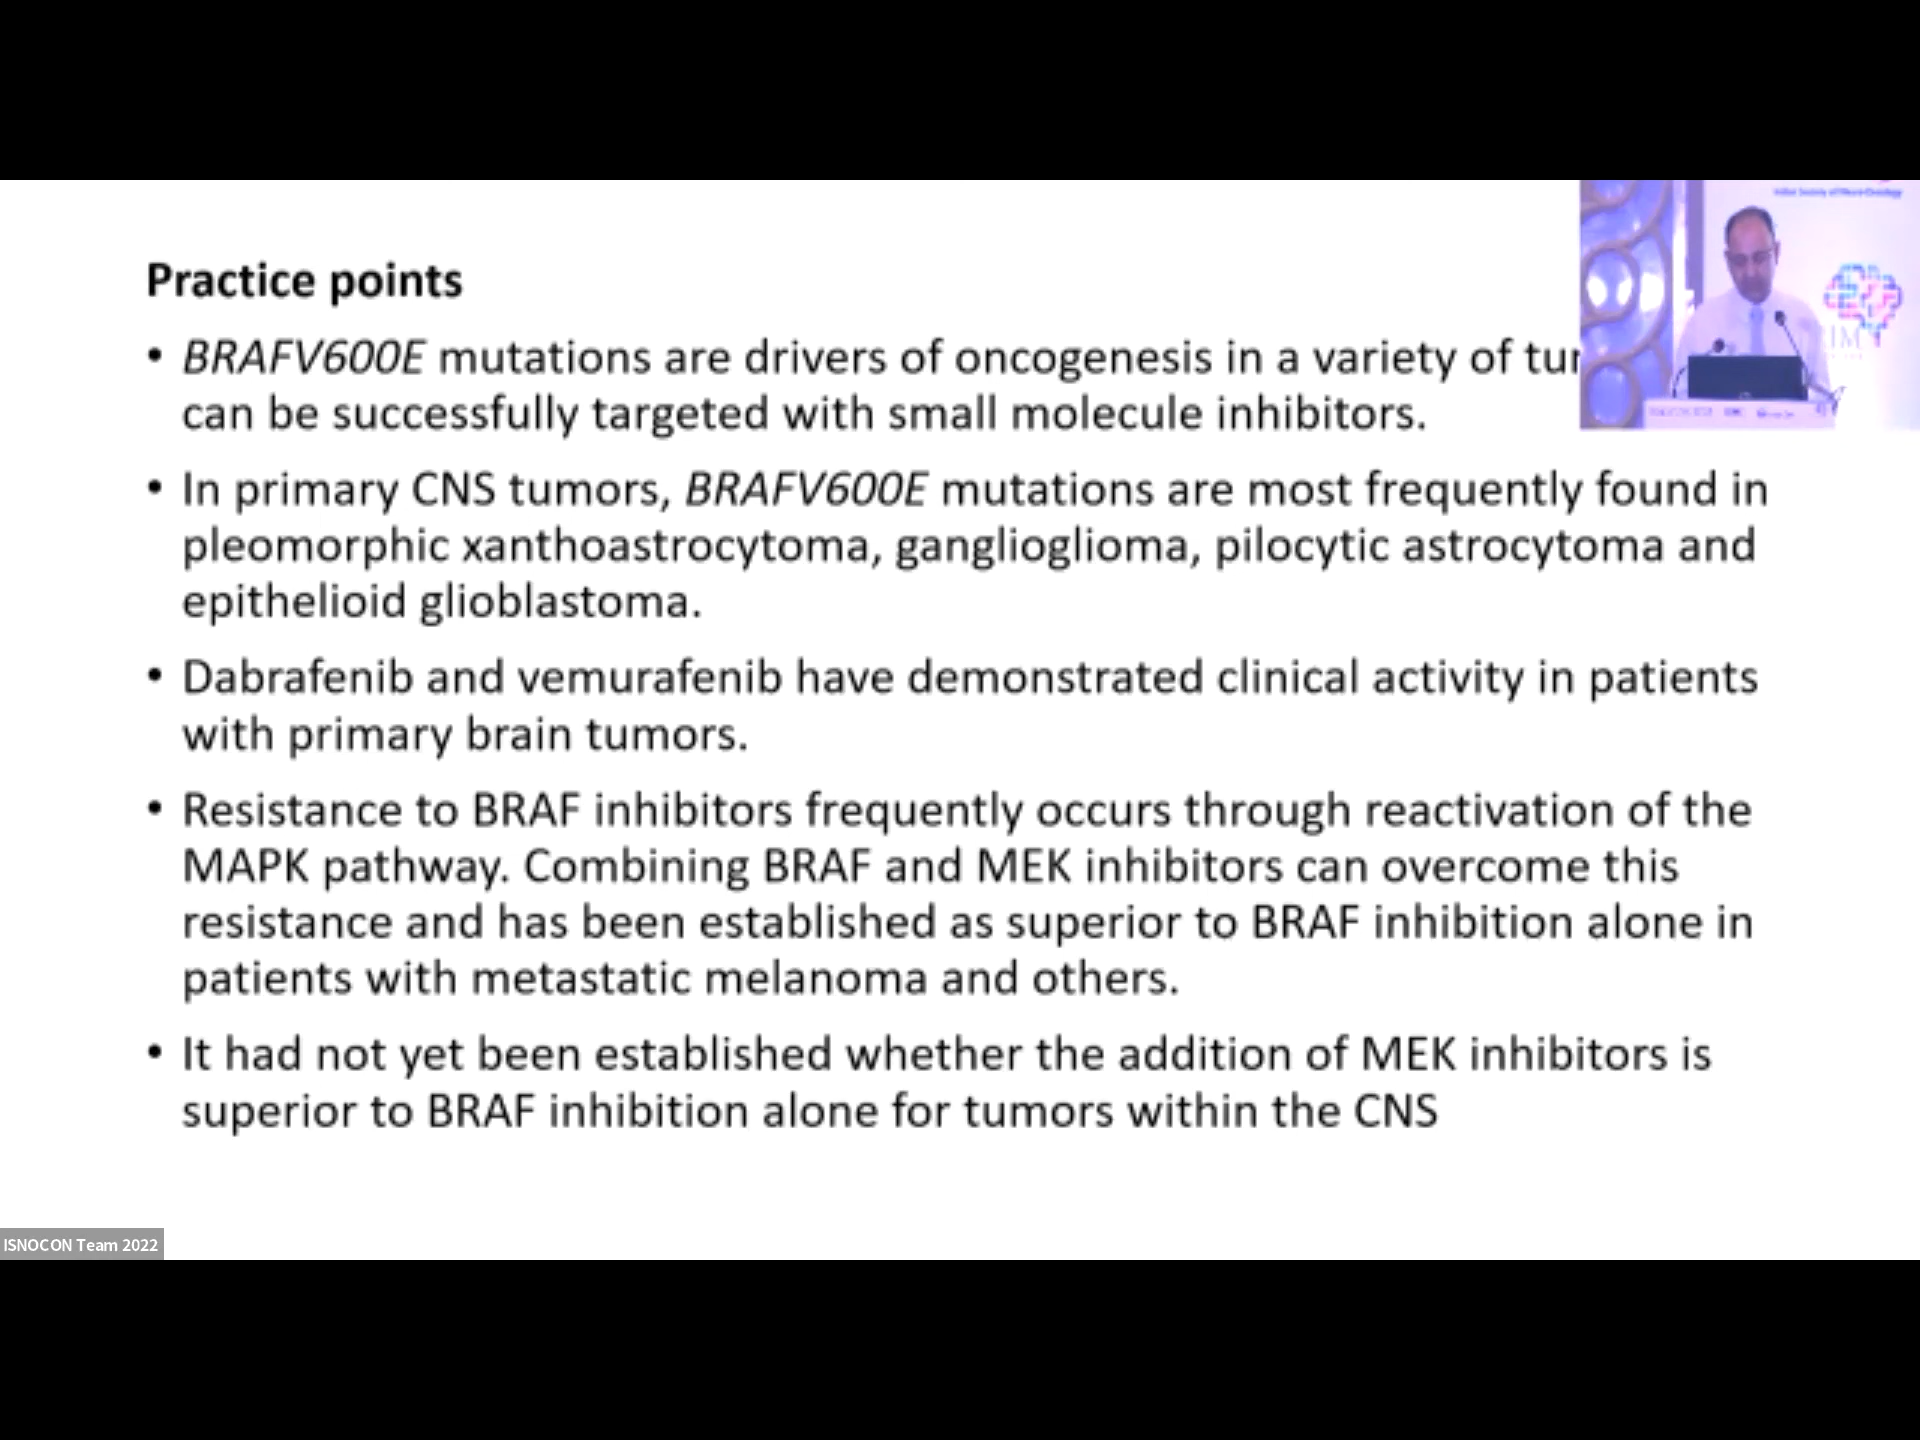 Indian Society of Neuro-Oncology
Practice points
• BRAFV600E mutations are drivers of oncogenesis in a variety of
can be successfully targeted with small molecule inhibitors.
• In primary CNS tumors, BRAFV600E mutations are most frequently found in
pleomorphic xanthoastrocytoma, ganglioglioma, pilocytic astrocytoma and
epithelioid glioblastoma.
• Dabrafenib and vemurafenib have demonstrated clinical activity in patients
with primary brain tumors.
• Resistance to BRAF inhibitors frequently occurs through reactivation of the
MAPK pathway. Combining BRAF and MEK inhibitors can overcome this
resistance and has been established as superior to BRAF inhibition alone in
patients with metastatic melanoma and others.
• It had not yet been established whether the addition of MEK inhibitors is
superior to BRAF inhibition alone for tumors within the CNS
ISNOCON Team 2022